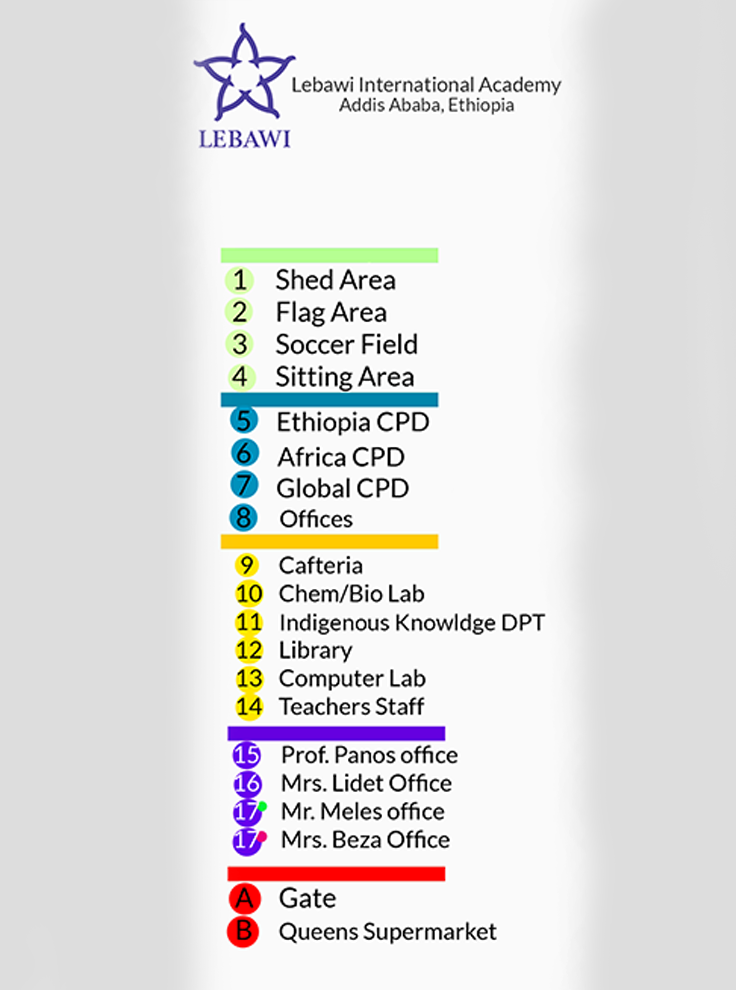 LEBAWI
Lebawi International Academy
Addis Ababa, Ethiopia
1 Shed Area
2 Flag Area
3 Soccer Field
4 Sitting Area
5 Ethiopia CPD
6 Africa CPD
7 Global CPD
8 Offices
9 Cafteria
10 Chem/Bio Lab
11 Indigenous Knowldge DPT
12 Library
13 Computer Lab
14 Teachers Staff
15 Prof. Panos office
16 Mrs. Lidet Office
17 Mr. Meles office
17 Mrs. Beza Office
A Gate
B Queens Supermarket